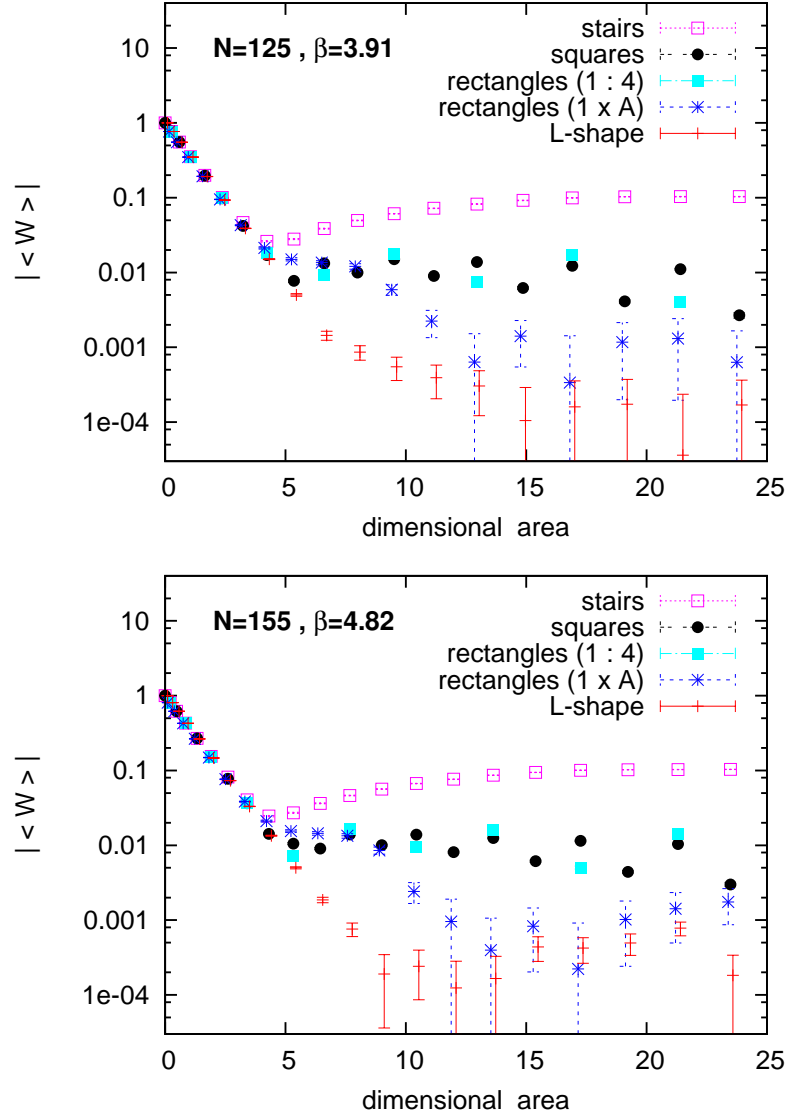 N=125 , β=3.91
stairs
squares
rectangles (1 : 4)
rectangles (1 x A)
L-shape
10
1
0.1
0.01
0.001
1e-04
| < W > |
0 5 10 15 20 25
dimensional area
N=155 , β=4.82
stairs
squares
rectangles (1 : 4)
rectangles (1 x A)
L-shape
10
1
0.1
0.01
0.001
1e-04
| < W > |
0 5 10 15 20 25
dimensional area